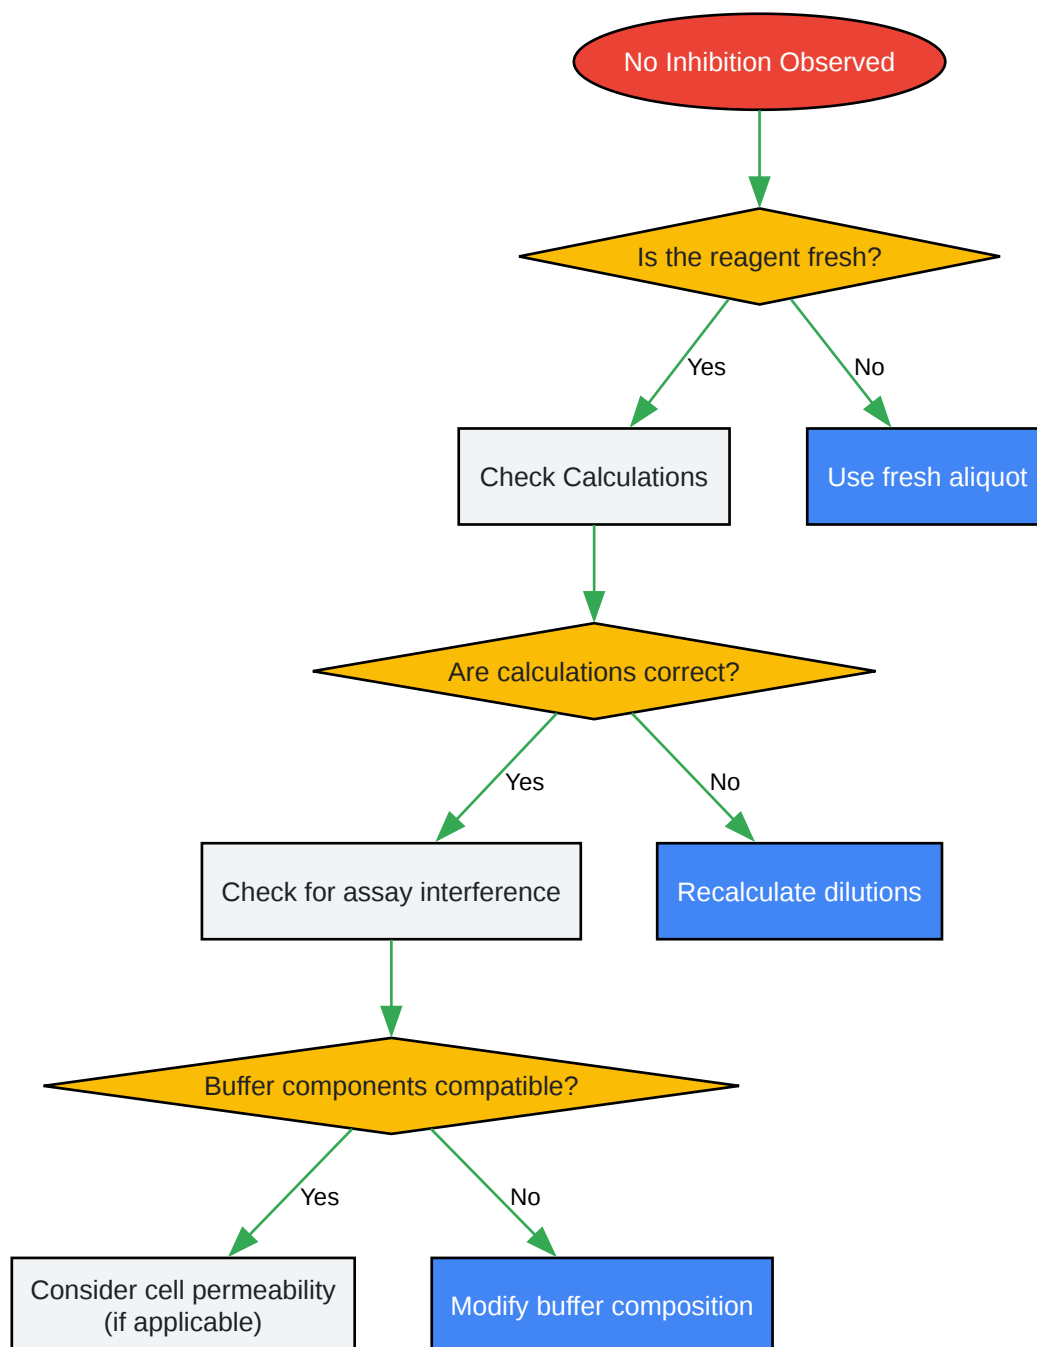 No Inhibition Observed
Is the reagent fresh?
Yes
No
Check Calculations
Use fresh aliquot
Are calculations correct?
Yes
No
Check for assay interference
Recalculate dilutions
Buffer components compatible?
Yes
No
Consider cell permeability
(if applicable)
Modify buffer composition